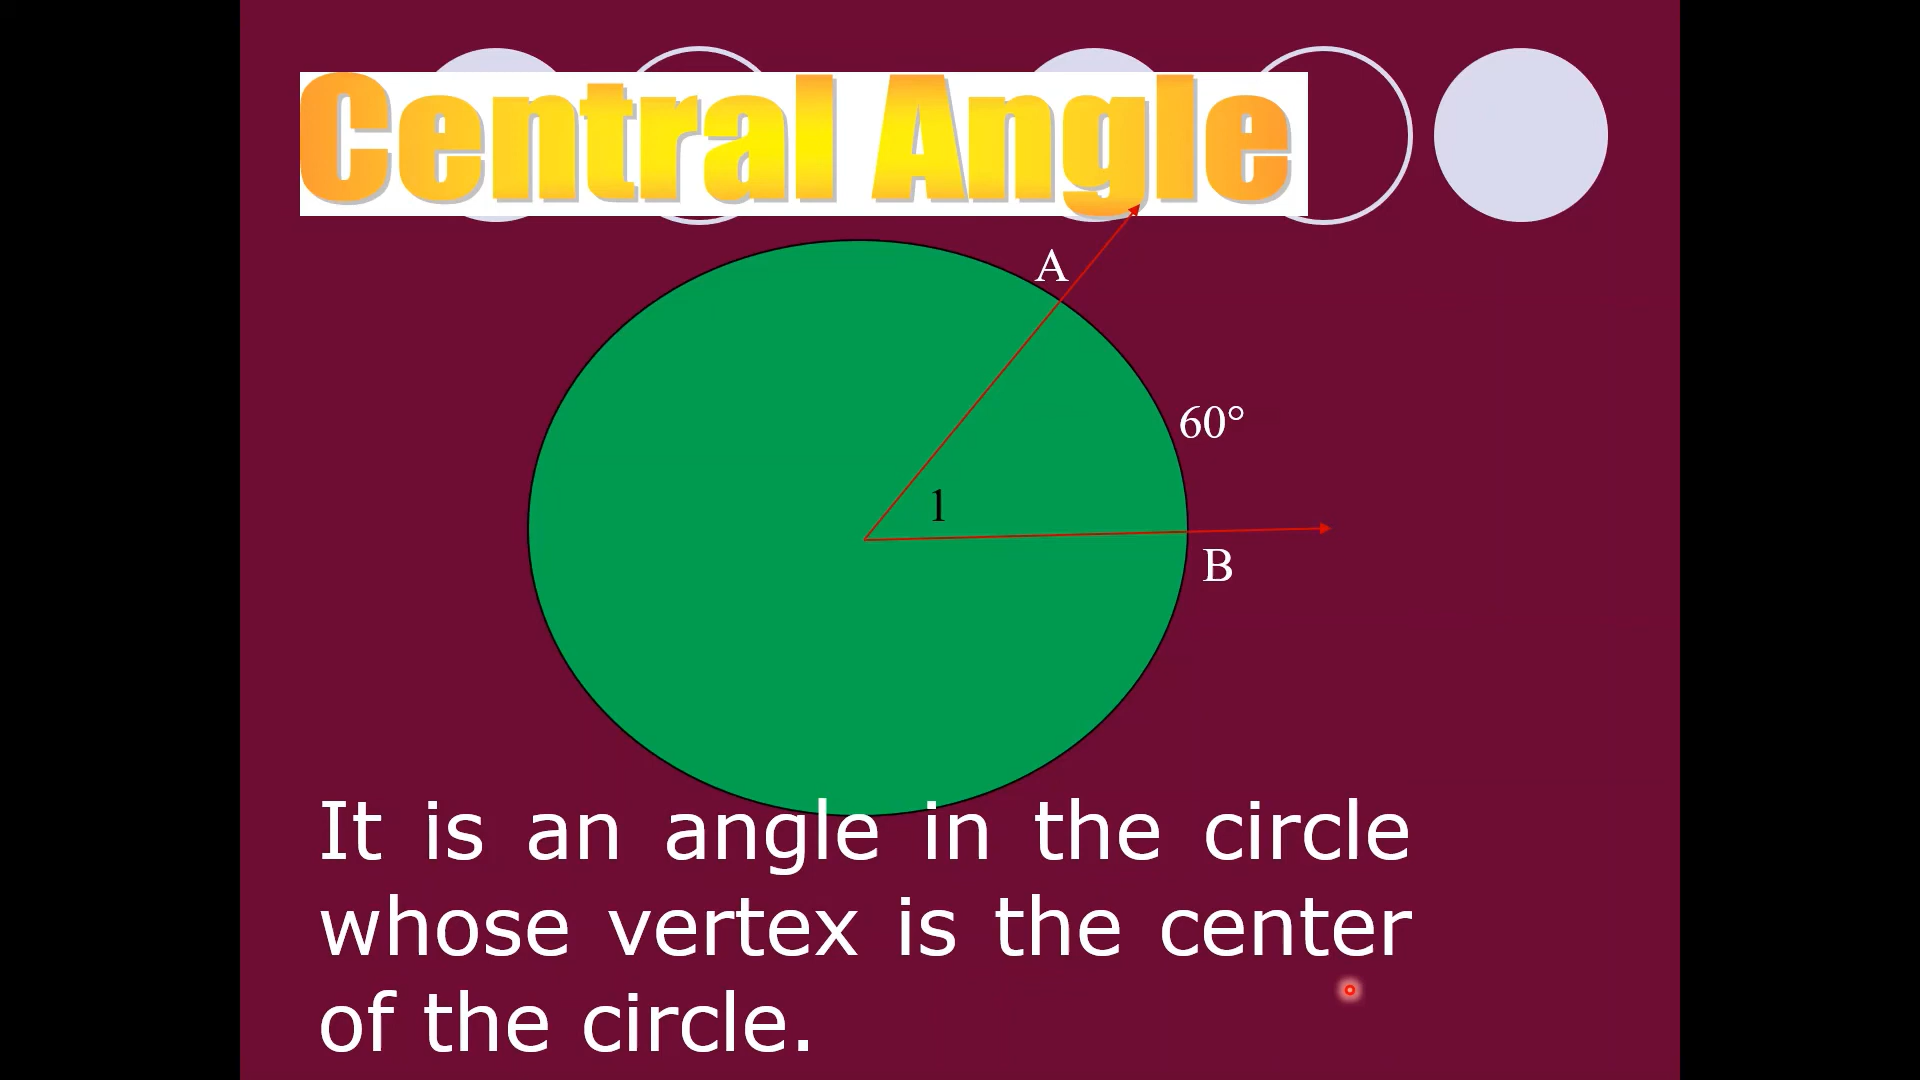 Central Angle
A
60°
1
B
It is an angle in the circle
whose vertex is the center
of the circle.